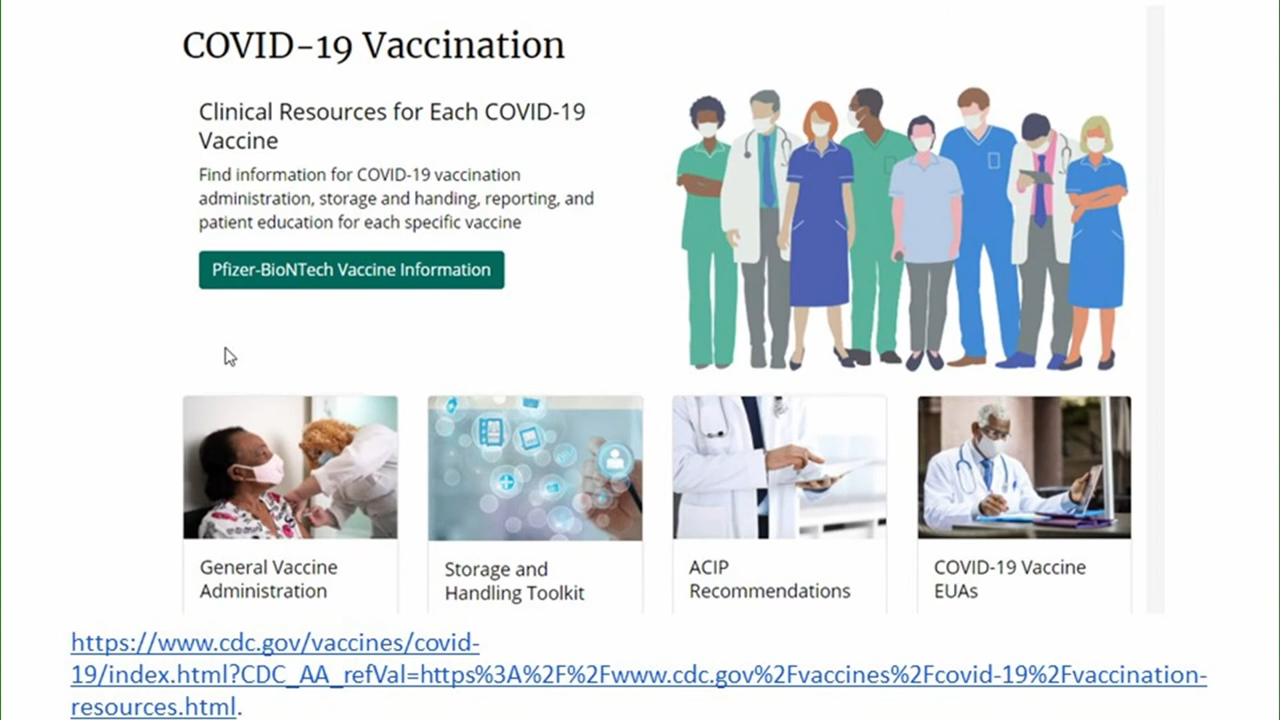 COVID-19 Vaccination
Clinical Resources for Each COVID-19
Vaccine
Find information for COVID-19 vaccination
administration, storage and handing, reporting, and
patient education for each specific vaccine
Pfizer-BioNTech Vaccine Information
General Vaccine
Administration
Storage and
Handling Toolkit
ACIP
Recommendations
COVID-19 Vaccine
EUAs
https://www.cdc.gov/vaccines/covid-
19/index.html?CDC_AA_refVal=https%3A%2F%2Fwww.cdc.gov%2Fvaccines%2Fcovid-19%2Fvaccination-
resources.html.